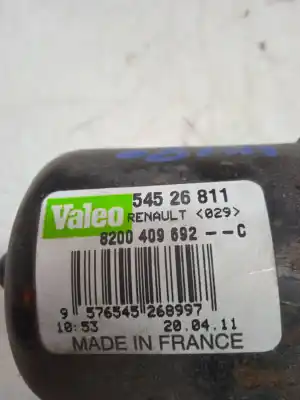 Valeo
545 26 811
RENAULT <029>
8200 409 692 -- C
9 576545 268997
10:53 20.04.11
MADE IN FRANCE